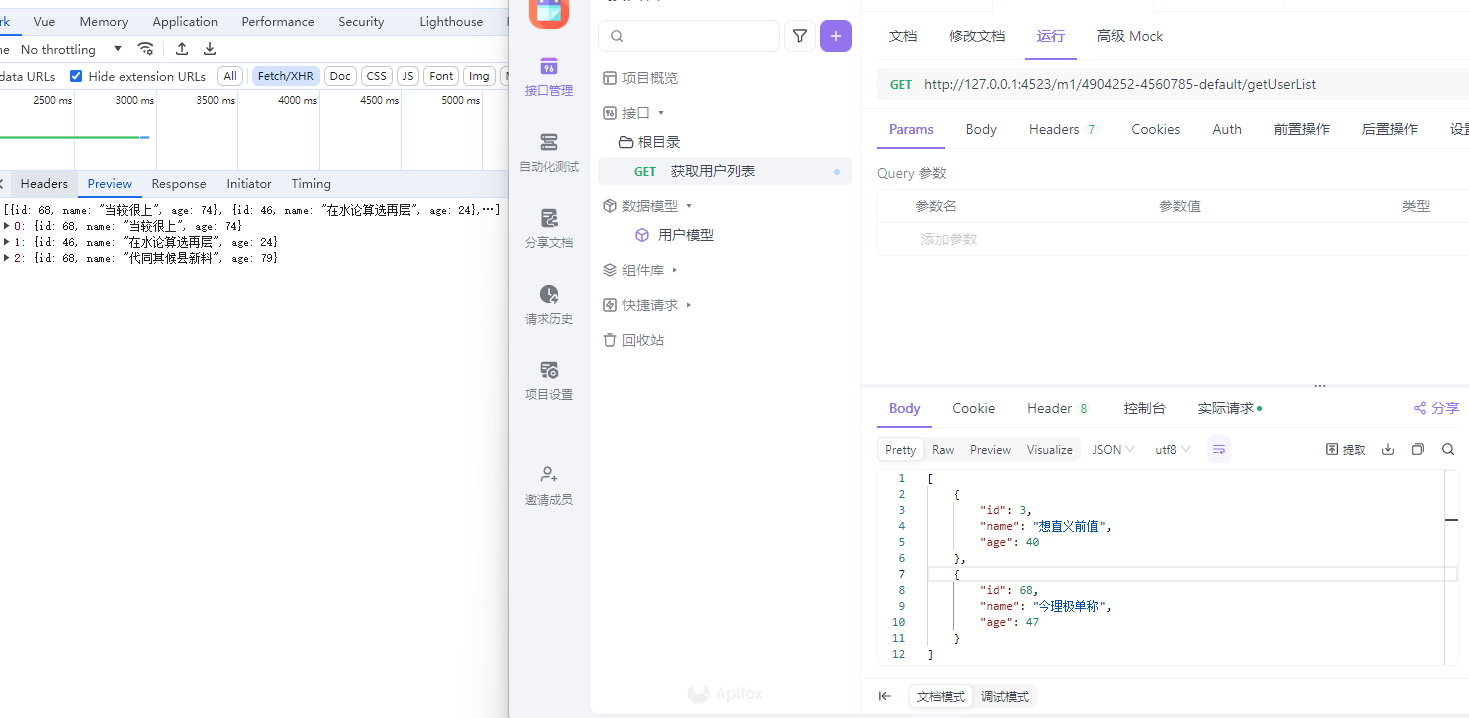 Vue Memory Application Performance Security Lighthouse
No throttling
data URLs Hide extension URLs All Fetch/XHR Doc CSS JS Font Img
2500 ms 3000 ms 3500 ms 4000 ms 4500 ms 5000 ms
Headers Preview Response Initiator Timing
[{id: 68, name: "当较很上", age: 74}, {id: 46, name: "在水论算选再层", age: 24},…]
0: {id: 68, name: "当较很上", age: 74}
1: {id: 46, name: "在水论算选再层", age: 24}
2: {id: 68, name: "代同其候县新料", age: 79}
接口管理
自动化测试
分享文档
请求历史
项目设置
邀请成员
项目概览
接口
根目录
GET 获取用户列表
数据模型
用户模型
组件库
快捷请求
回收站
Apifox
文档 修改文档 运行 高级 Mock
GET http://127.0.0.1:4523/m1/4904252-4560785-default/getUserList
Params Body Headers 7 Cookies Auth 前置操作 后置操作
Query 参数
参数名 参数值 类型
添加参数
Body Cookie Header 8 控制台 实际请求 分享
Pretty Raw Preview Visualize JSON utf8 提取
1 [
2 {
3 "id": 3,
4 "name": "想直义前值",
5 "age": 40
6 },
7 {
8 "id": 68,
9 "name": "今理极单称",
10 "age": 47
11 }
12 ]
文档模式 调试模式